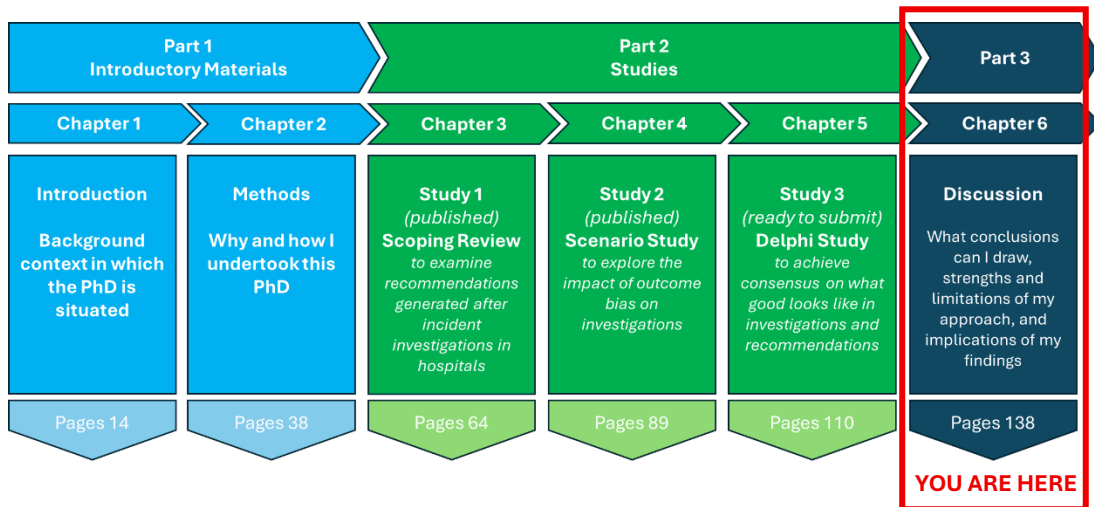 Part 1
Introductory Materials
Part 2
Studies
Part 3
Chapter 1
Chapter 2
Chapter 3
Chapter 4
Chapter 5
Chapter 6
Introduction
Background
context in which
the PhD is
situated
Methods
Why and how I
undertook this
PhD
Study 1
(published)
Scoping Review
to examine
recommendations
generated after
incident
investigations in
hospitals
Study 2
(published)
Scenario Study
to explore the
impact of outcome
bias on
investigations
Study 3
(ready to submit)
Delphi Study
to achieve
consensus on what
good looks like in
investigations and
recommendations
Discussion
What conclusions
can I draw,
strengths and
limitations of my
approach, and
implications of my
findings
Pages 14
Pages 38
Pages 64
Pages 89
Pages 110
Pages 138
YOU ARE HERE